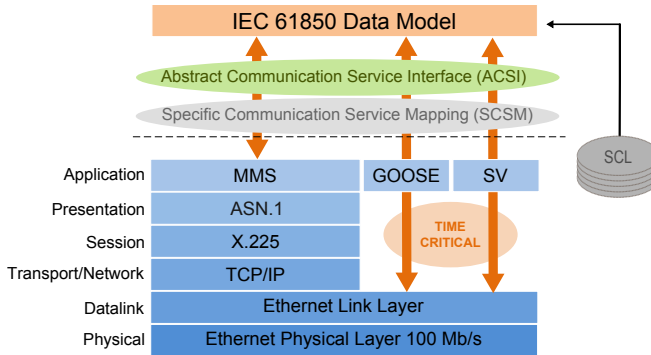 IEC 61850 Data Model
Abstract Communication Service Interface (ACSI)
Specific Communication Service Mapping (SCSM)
SCL
Application MMS GOOSE SV
Presentation ASN.1
TIME
CRITICAL
Session X.225
Transport/Network TCP/IP
Datalink Ethernet Link Layer
Physical Ethernet Physical Layer 100 Mb/s